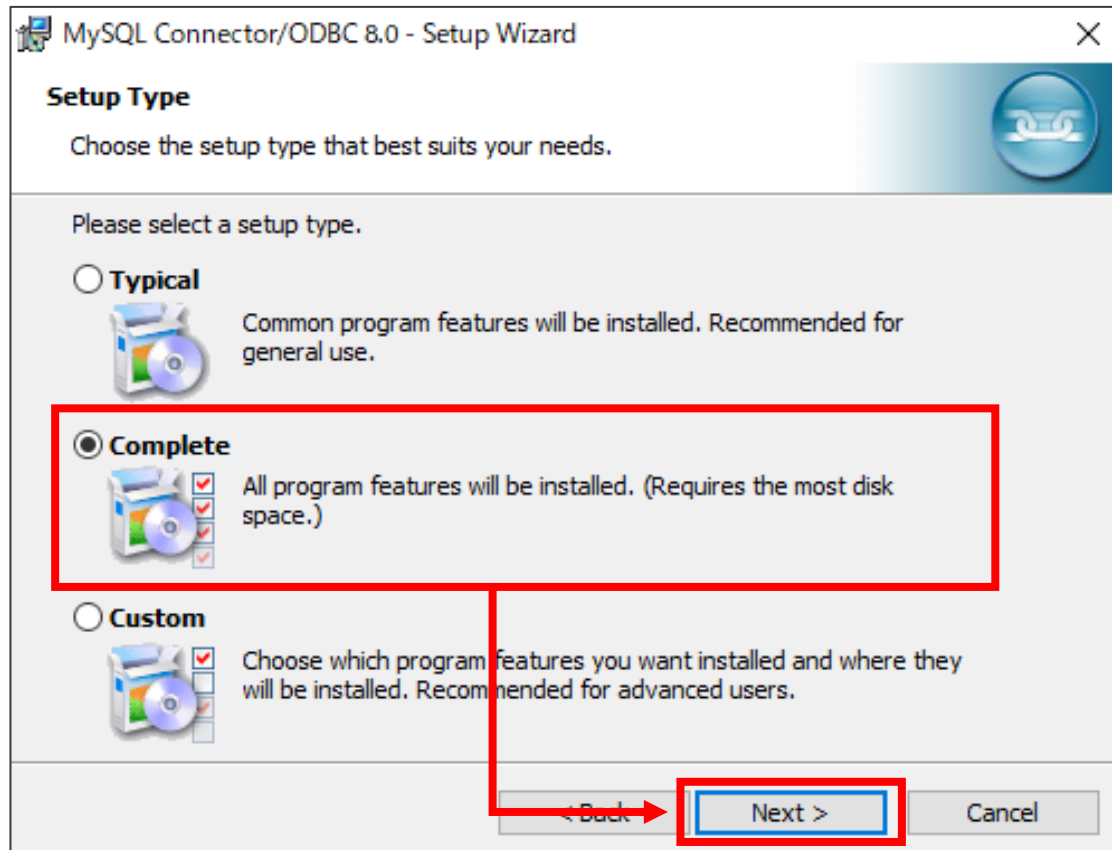 MySQL Connector/ODBC 8.0 - Setup Wizard
Setup Type
Choose the setup type that best suits your needs.
Please select a setup type.
Typical
Common program features will be installed. Recommended for
general use.
Complete
All program features will be installed. (Requires the most disk
space.)
Custom
Choose which program features you want installed and where they
will be installed. Recommended for advanced users.
< Back
Next >
Cancel